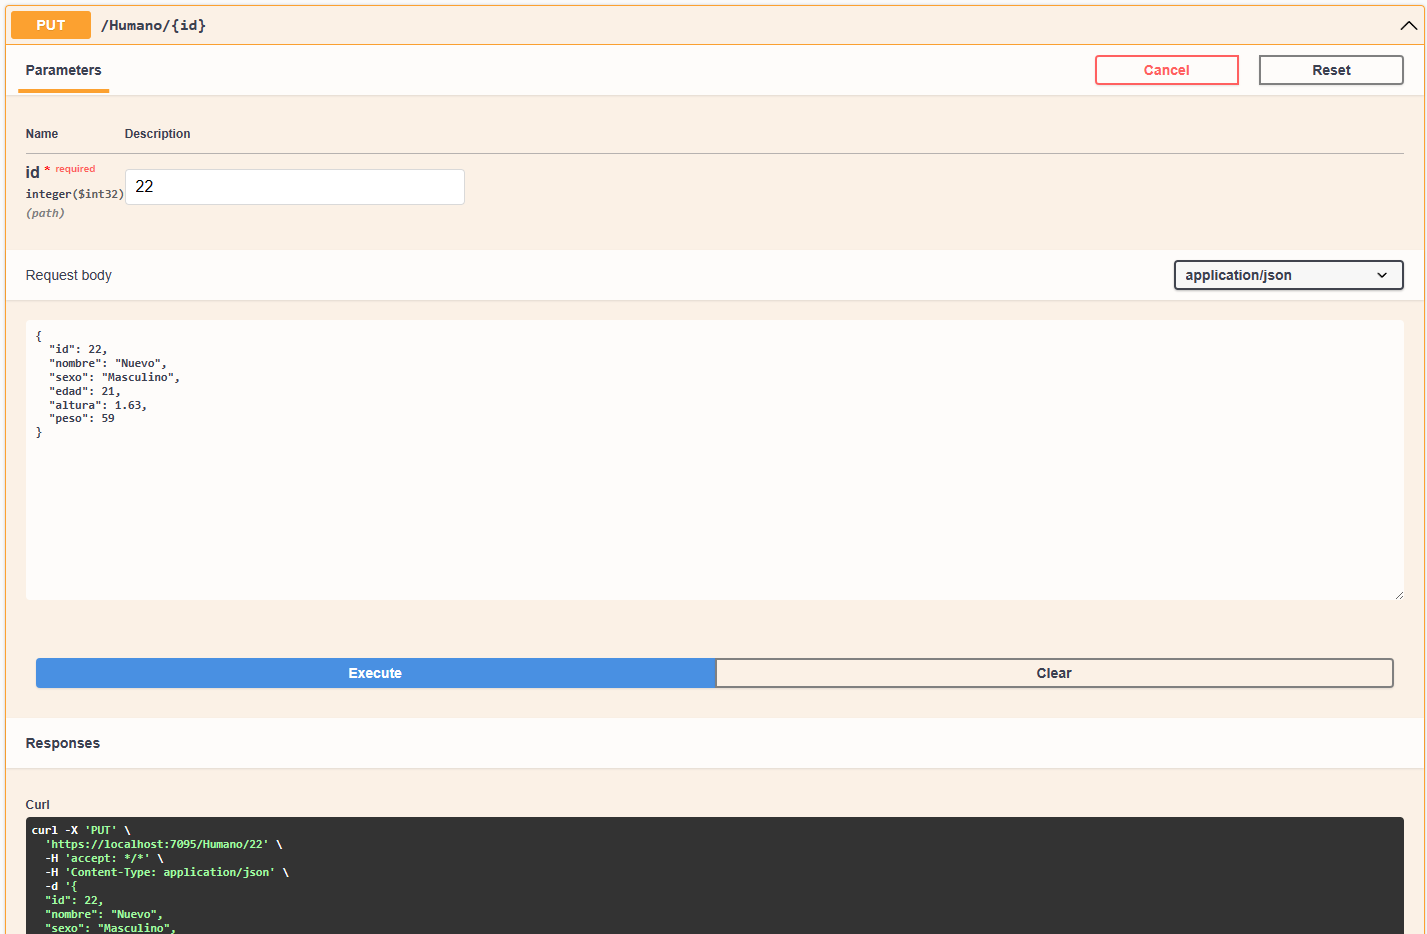 PUT /Humano/{id}
Parameters
Cancel
Reset
Name Description
id * required
integer($int32)
(path)
22
Request body
application/json
{
  "id": 22,
  "nombre": "Nuevo",
  "sexo": "Masculino",
  "edad": 21,
  "altura": 1.63,
  "peso": 59
}
Execute
Clear
Responses
Curl
curl -X 'PUT' \
  'https://localhost:7095/Humano/22' \
  -H 'accept: */*' \
  -H 'Content-Type: application/json' \
  -d '{
  "id": 22,
  "nombre": "Nuevo",
  "sexo": "Masculino",